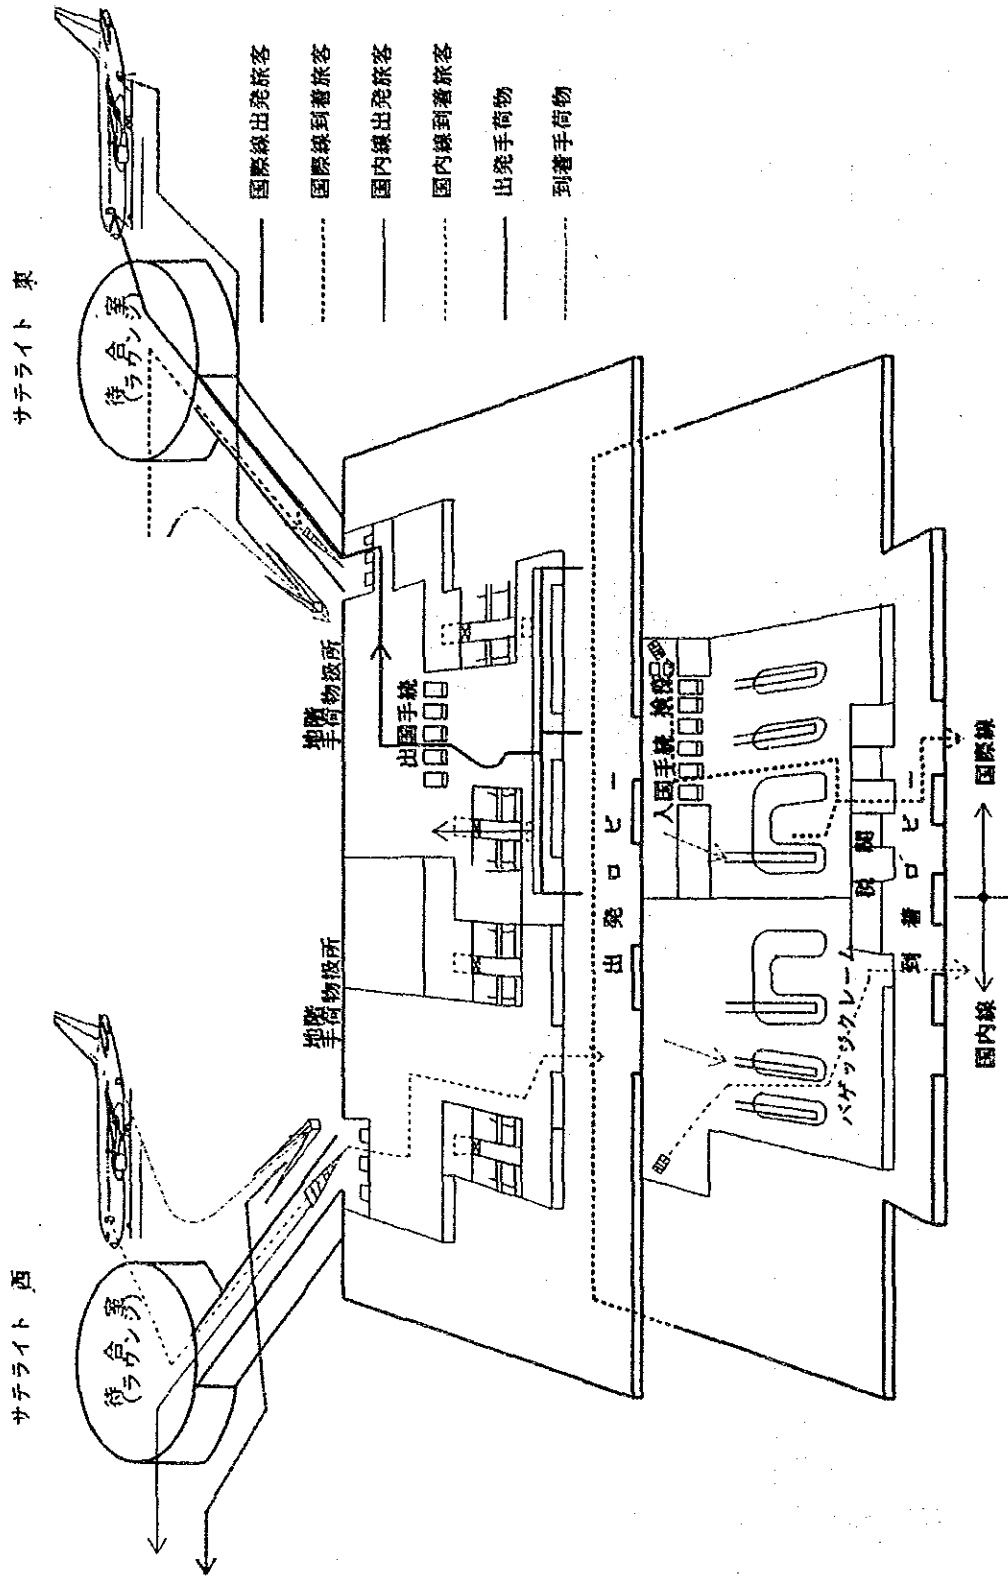 サテライト 西
サテライト 東
待合室
(ラウンジ)
待合室
(ラウンジ)
国際線出発旅客
国際線到着旅客
国内線出発旅客
国内線到着旅客
出発手荷物
到着手荷物
地階
手荷物扱所
地階
手荷物扱所
出国手続
出発ロビー
入国手続
検疫
バゲッジクレーム
税関
到着ロビー
国内線
国際線